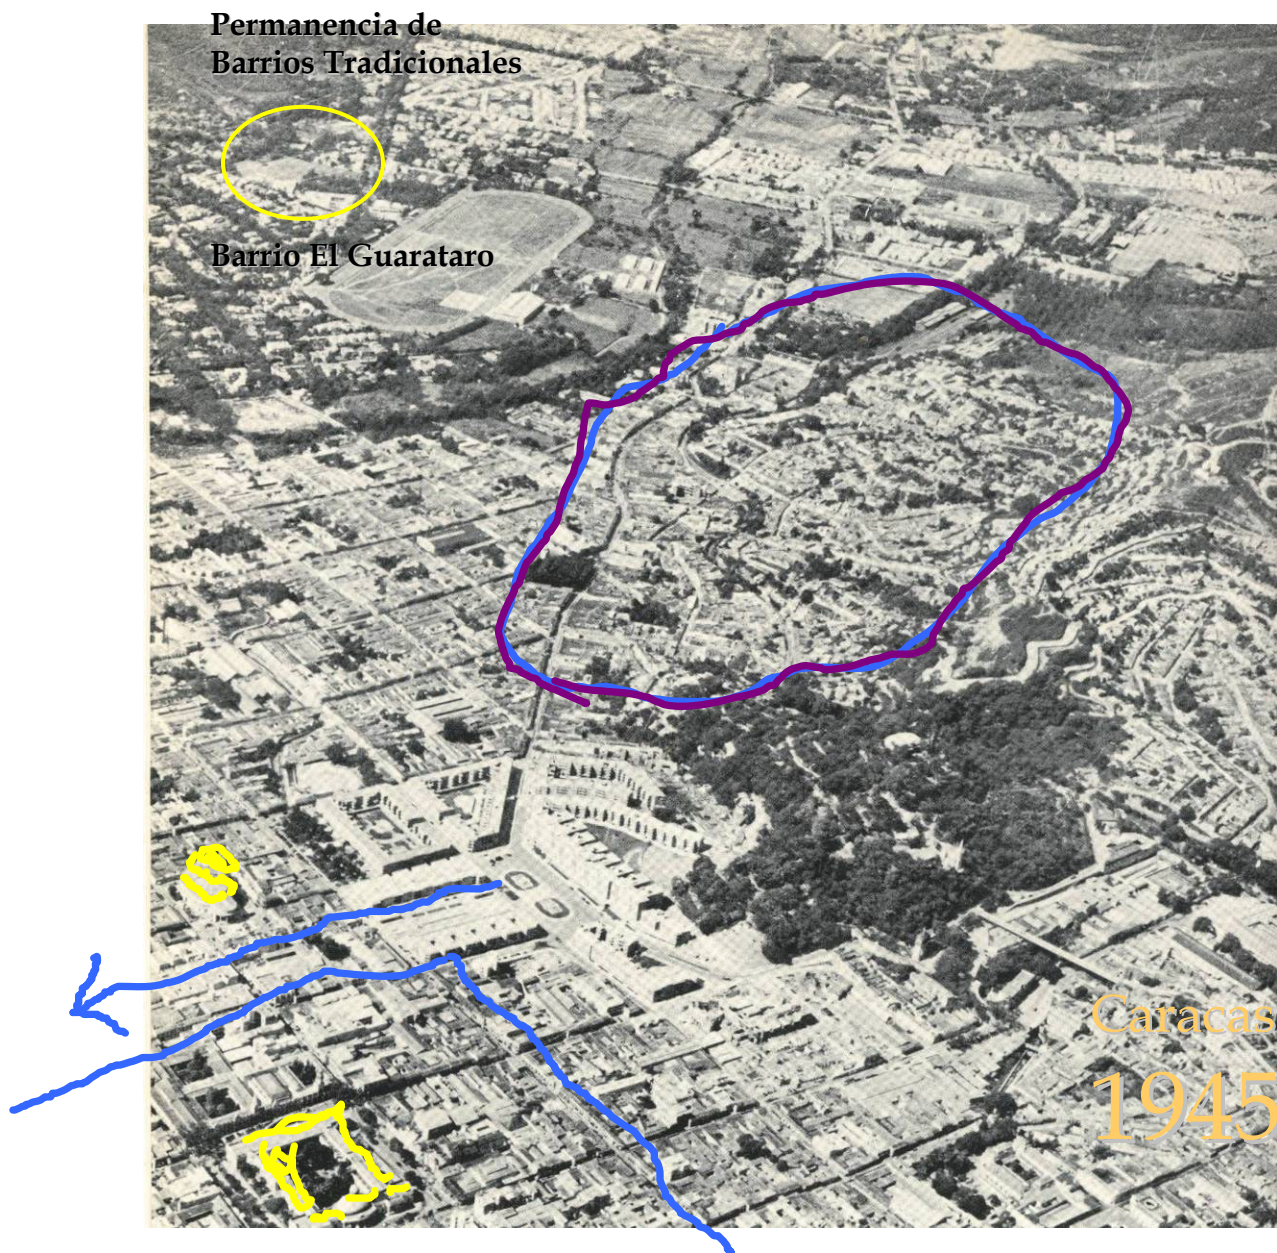 Permanencia de
Barrios Tradicionales
Barrio El Guarataro
Caracas
1945